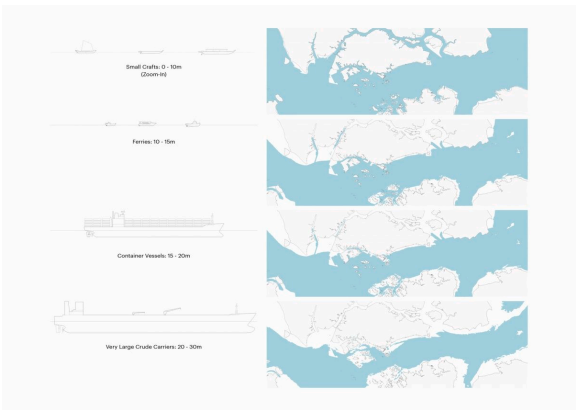 Small Crafts: 0 - 10m
(Zoom-In)
Ferries: 10 - 15m
Container Vessels: 15 - 20m
Very Large Crude Carriers: 20 - 30m